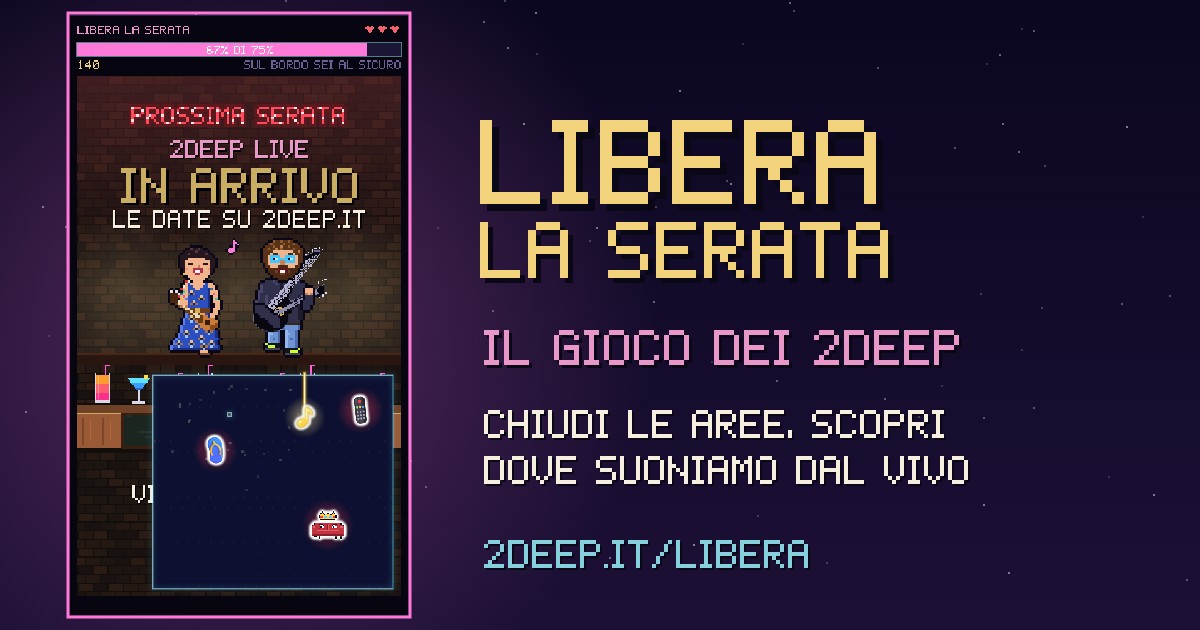 LIBERA LA SERATA
67% DI 75%
140
SUL BORDO SEI AL SICURO
PROSSIMA SERATA
2DEEP LIVE
IN ARRIVO
LE DATE SU 2DEEP.IT
LIBERA
LA SERATA
IL GIOCO DEI 2DEEP
CHIUDI LE AREE. SCOPRI
DOVE SUONIAMO DAL VIVO
2DEEP.IT/LIBERA